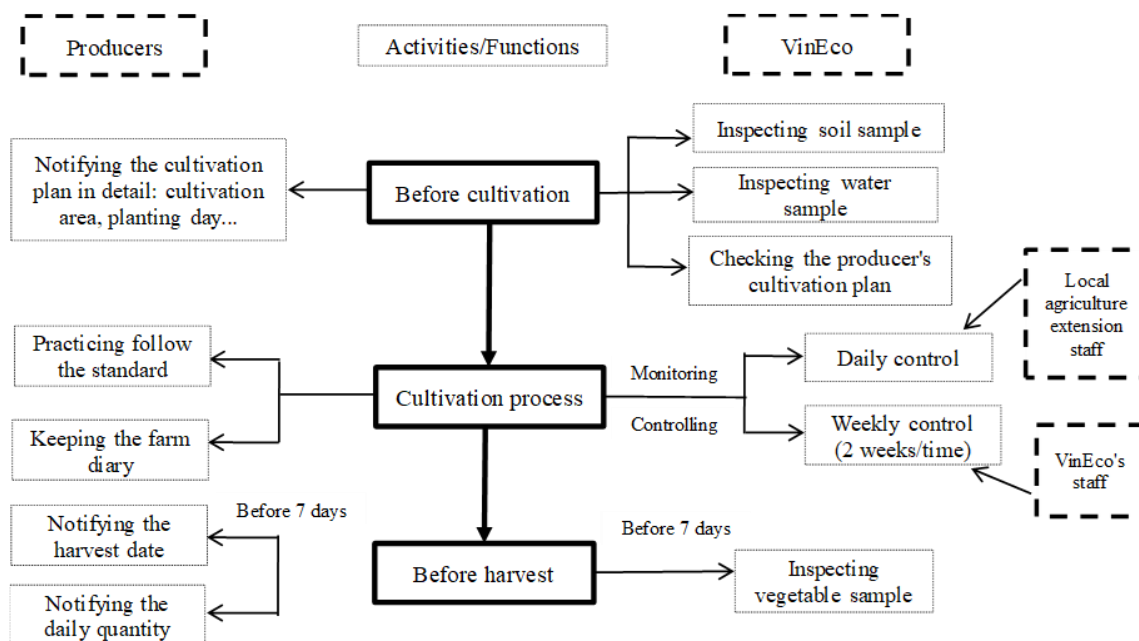 Producers
Activities/Functions
VinEco
Notifying the cultivation
plan in detail: cultivation
area, planting day...
Before cultivation
Inspecting soil sample
Inspecting water
sample
Checking the producer's
cultivation plan
Local
agriculture
extension
staff
Practicing follow
the standard
Keeping the farm
diary
Cultivation process
Monitoring
Controlling
Daily control
Weekly control
(2 weeks/time)
VinEco's
staff
Before 7 days
Notifying the
harvest date
Notifying the
daily quantity
Before harvest
Before 7 days
Inspecting
vegetable sample